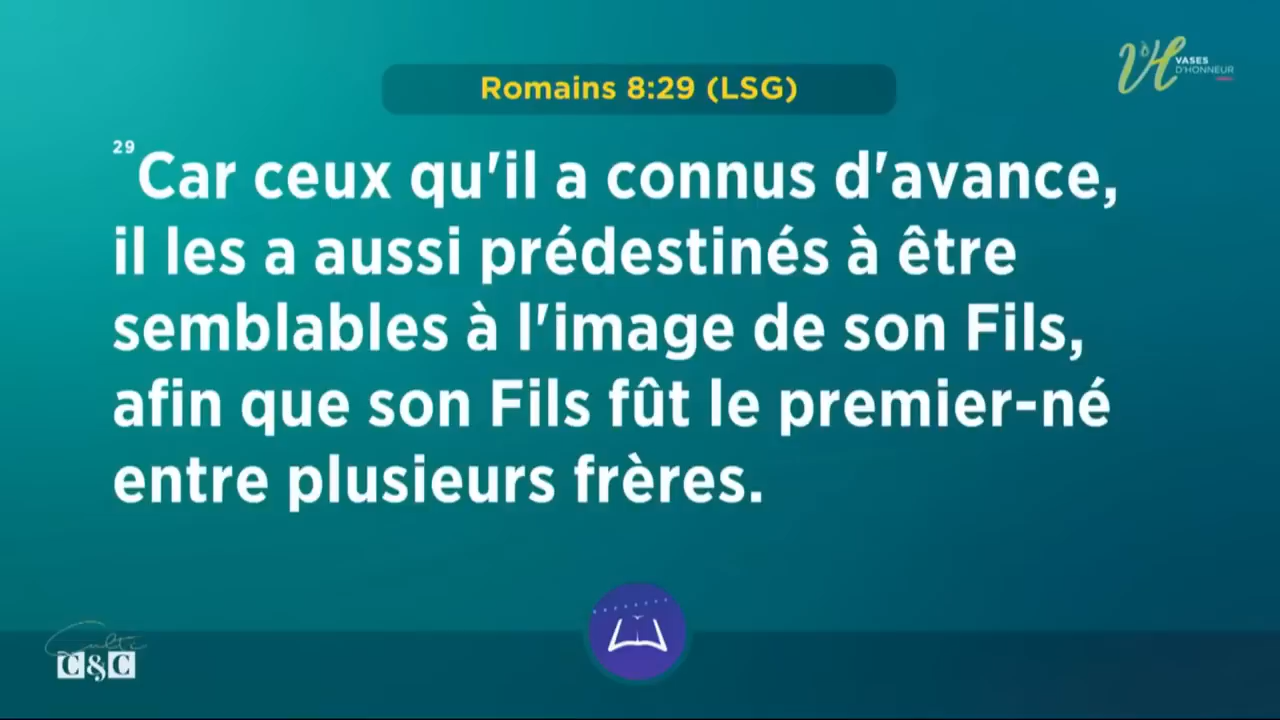 Romains 8:29 (LSG)
VASES
D'HONNEUR
29 Car ceux qu'il a connus d'avance,
il les a aussi prédestinés à être
semblables à l'image de son Fils,
afin que son Fils fût le premier-né
entre plusieurs frères.
Culte
C&C